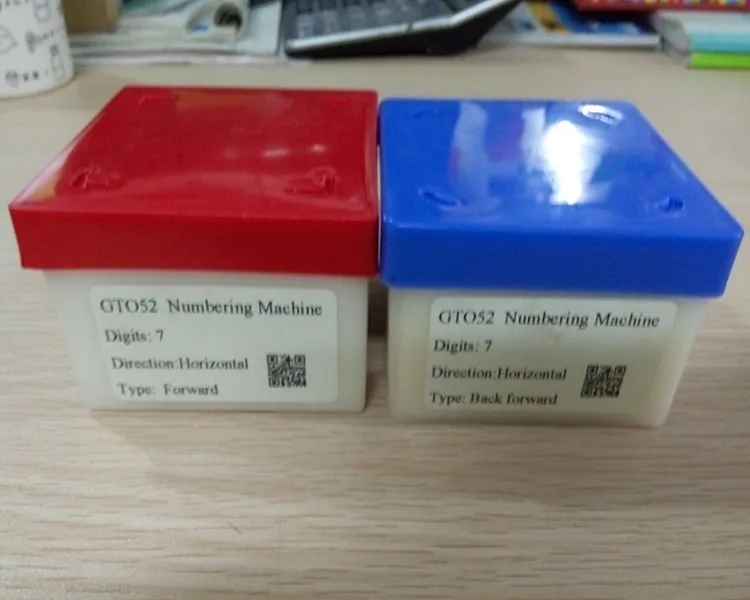 GTO52 Numbering Machine
Digits: 7
Direction:Horizontal
Type: Forward
GTO52 Numbering Machine
Digits: 7
Direction:Horizontal
Type: Back forward